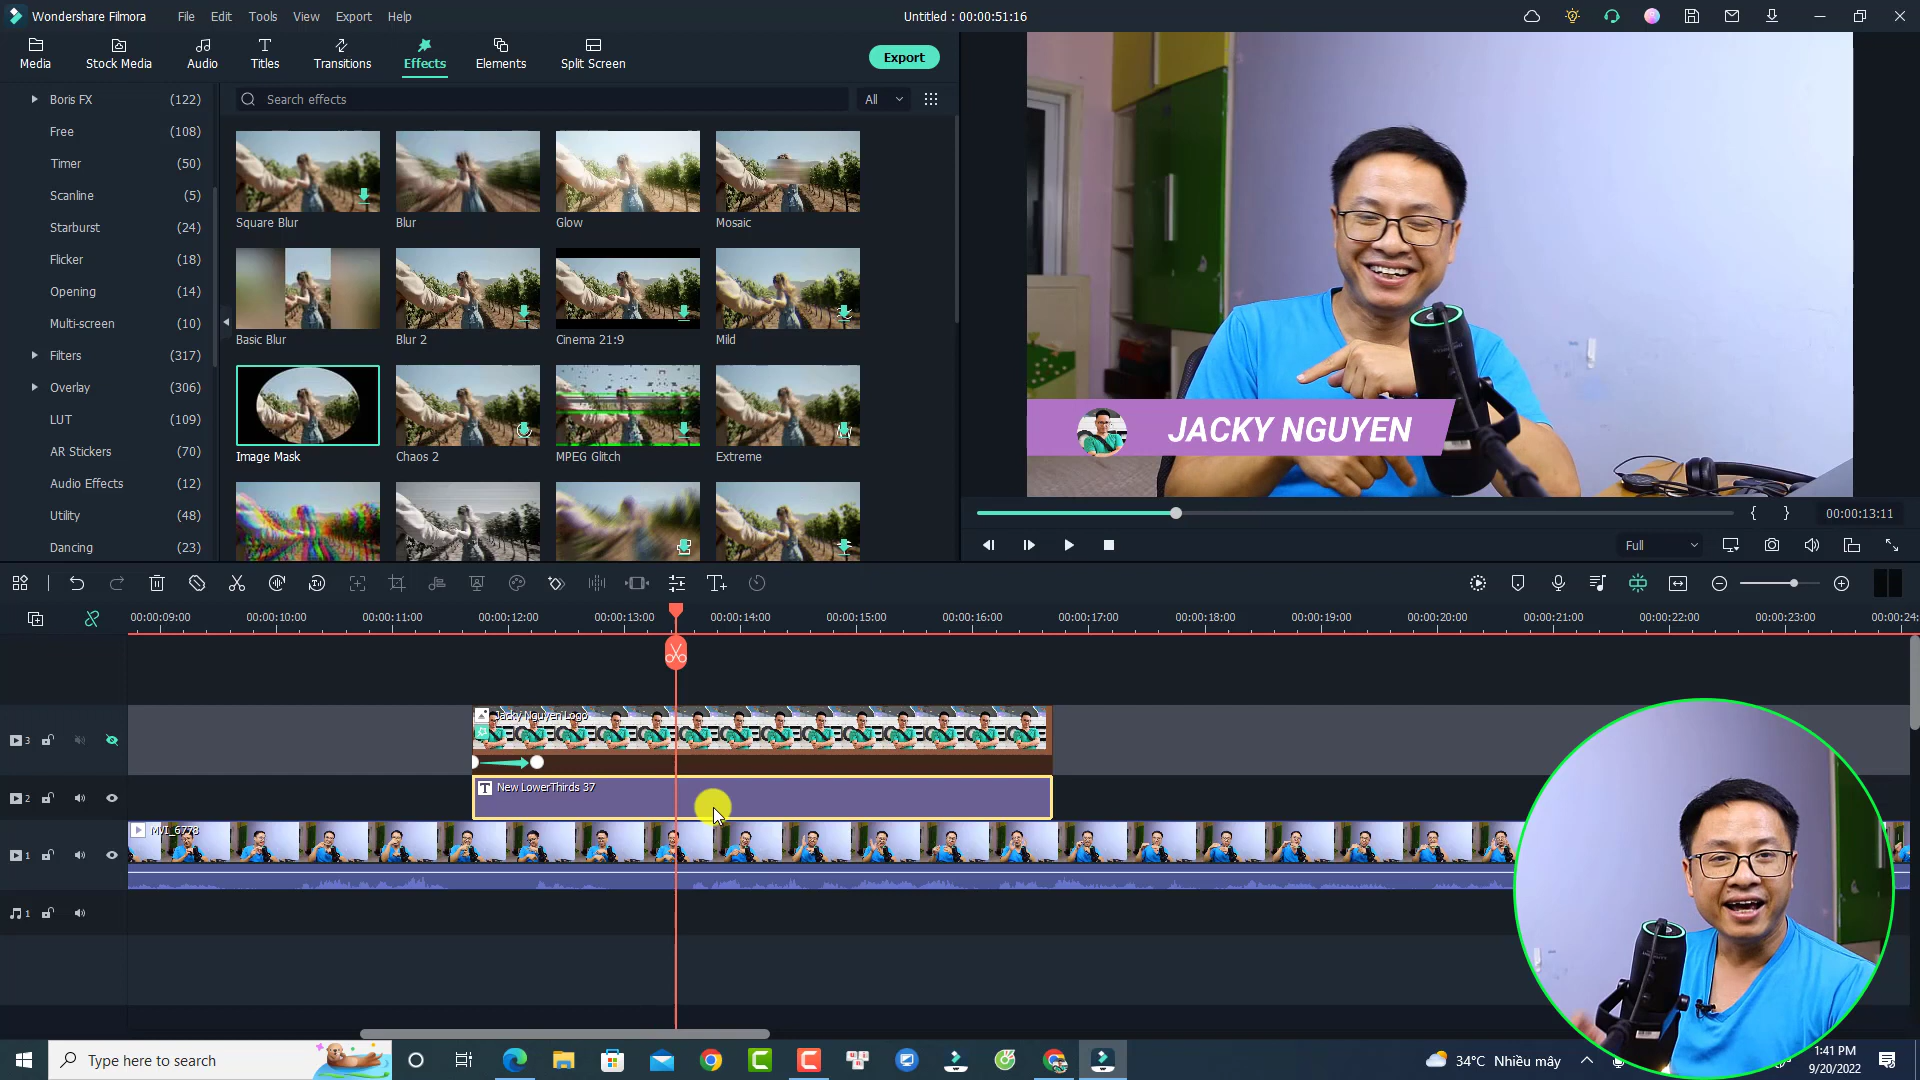 Wondershare Filmora File Edit Tools View Export Help Untitled : 00:00:51:16
Media Stock Media Audio Titles Transitions Effects Elements Split Screen Export
Boris FX (122)
Free (108)
Timer (50)
Scanline (5)
Starburst (24)
Flicker (18)
Opening (14)
Multi-screen (10)
Filters (317)
Overlay (306)
LUT (109)
AR Stickers (70)
Audio Effects (12)
Utility (48)
Dancing (23)
Search effects All
Square Blur Blur Glow Mosaic
Basic Blur Blur 2 Cinema 21:9 Mild
Image Mask Chaos 2 MPEG Glitch Extreme
JACKY NGUYEN
{ } 00:00:13:11
Full
00:00:09:00 00:00:10:00 00:00:11:00 00:00:12:00 00:00:13:00 00:00:14:00 00:00:15:00 00:00:16:00 00:00:17:00 00:00:18:00 00:00:19:00 00:00:20:00 00:00:21:00 00:00:22:00 00:00:23:00 00:00:24:
3 Jacky Nguyen Logo
2 T New LowerThirds 37
1 MVI_6778
1
Type here to search
34°C Nhiều mây
1:41 PM
9/20/2022